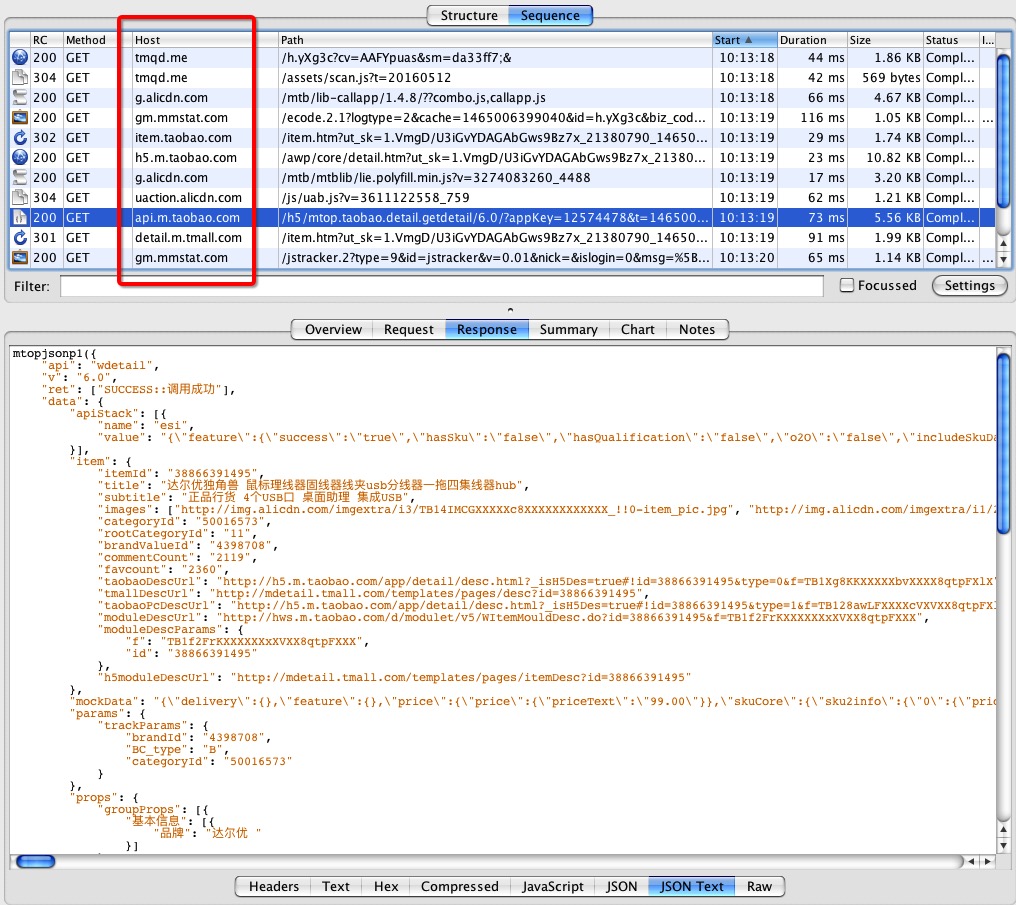 Structure Sequence
RC Method Host Path Start Duration Size Status I...
200 GET tmqd.me /h.yXg3c?cv=AAFYpuas&sm=da33ff7;& 10:13:18 44 ms 1.86 KB Compl...
304 GET tmqd.me /assets/scan.js?t=20160512 10:13:18 42 ms 569 bytes Compl...
200 GET g.alicdn.com /mtb/lib-callapp/1.4.8/??combo.js,callapp.js 10:13:18 66 ms 4.67 KB Compl...
200 GET gm.mmstat.com /ecode.2.1?logtype=2&cache=1465006399040&id=h.yXg3c&biz_cod... 10:13:19 116 ms 1.05 KB Compl... ...
302 GET item.taobao.com /item.htm?ut_sk=1.VmgD/U3iGvYDAGAbGws9Bz7x_21380790_14650... 10:13:19 29 ms 1.74 KB Compl...
200 GET h5.m.taobao.com /awp/core/detail.htm?ut_sk=1.VmgD/U3iGvYDAGAbGws9Bz7x_21380... 10:13:19 23 ms 10.82 KB Compl...
200 GET g.alicdn.com /mtb/mtblib/lie.polyfill.min.js?v=3274083260_4488 10:13:19 17 ms 3.20 KB Compl...
304 GET uaction.alicdn.com /js/uab.js?v=3611122558_759 10:13:19 62 ms 1.21 KB Compl...
200 GET api.m.taobao.com /h5/mtop.taobao.detail.getdetail/6.0/?appKey=12574478&t=146500... 10:13:19 73 ms 5.56 KB Compl...
301 GET detail.m.tmall.com /item.htm?ut_sk=1.VmgD/U3iGvYDAGAbGws9Bz7x_21380790_14650... 10:13:19 91 ms 1.99 KB Compl... ...
200 GET gm.mmstat.com /jstracker.2?type=9&id=jstracker&v=0.01&nick=&islogin=0&msg=%5B... 10:13:20 65 ms 1.14 KB Compl... ...
Filter: Focussed Settings
Overview Request Response Summary Chart Notes
mtopjsonp1({
"api": "wdetail",
"v": "6.0",
"ret": ["SUCCESS::调用成功"],
"data": {
"apiStack": [{
"name": "esi",
"value": "{\"feature\":{\"success\":\"true\",\"hasSku\":\"false\",\"hasQualification\":\"false\",\"o2O\":\"false\",\"includeSkuDa
}],
"item": {
"itemId": "38866391495",
"title": "达尔优独角兽 鼠标理线器固线器线夹usb分线器一拖四集线器hub",
"subtitle": "正品行货 4个USB口 桌面助理 集成USB",
"images": ["http://img.alicdn.com/imgextra/i3/TB14IMCGXXXXXc8XXXXXXXXXXXX_!!0-item_pic.jpg", "http://img.alicdn.com/imgextra/i1/2
"categoryId": "50016573",
"rootCategoryId": "11",
"brandValueId": "4398708",
"commentCount": "2119",
"favcount": "2360",
"taobaoDescUrl": "http://h5.m.taobao.com/app/detail/desc.html?_isH5Des=true#!id=38866391495&type=0&f=TB1Xg8KKXXXXXbvXXXX8qtpFXlX
"tmallDescUrl": "http://mdetail.tmall.com/templates/pages/desc?id=38866391495",
"taobaoPcDescUrl": "http://h5.m.taobao.com/app/detail/desc.html?_isH5Des=true#!id=38866391495&type=1&f=TB128awLFXXXXcVXVXX8qtpFX
"moduleDescUrl": "http://hws.m.taobao.com/d/modulet/v5/WItemMouldDesc.do?id=38866391495&f=TB1f2FrKXXXXXXxXVXX8qtpFXXX",
"moduleDescParams": {
"f": "TB1f2FrKXXXXXXxXVXX8qtpFXXX",
"id": "38866391495"
},
"h5moduleDescUrl": "http://mdetail.tmall.com/templates/pages/itemDesc?id=38866391495"
},
"mockData": "{\"delivery\":{},\"feature\":{},\"price\":{\"price\":{\"priceText\":\"99.00\"}},\"skuCore\":{\"sku2info\":{\"0\":{\"pric
"params": {
"trackParams": {
"brandId": "4398708",
"BC_type": "B",
"categoryId": "50016573"
}
},
"props": {
"groupProps": [{
"基本信息": [{
"品牌": "达尔优 "
}]
Headers Text Hex Compressed JavaScript JSON JSON Text Raw